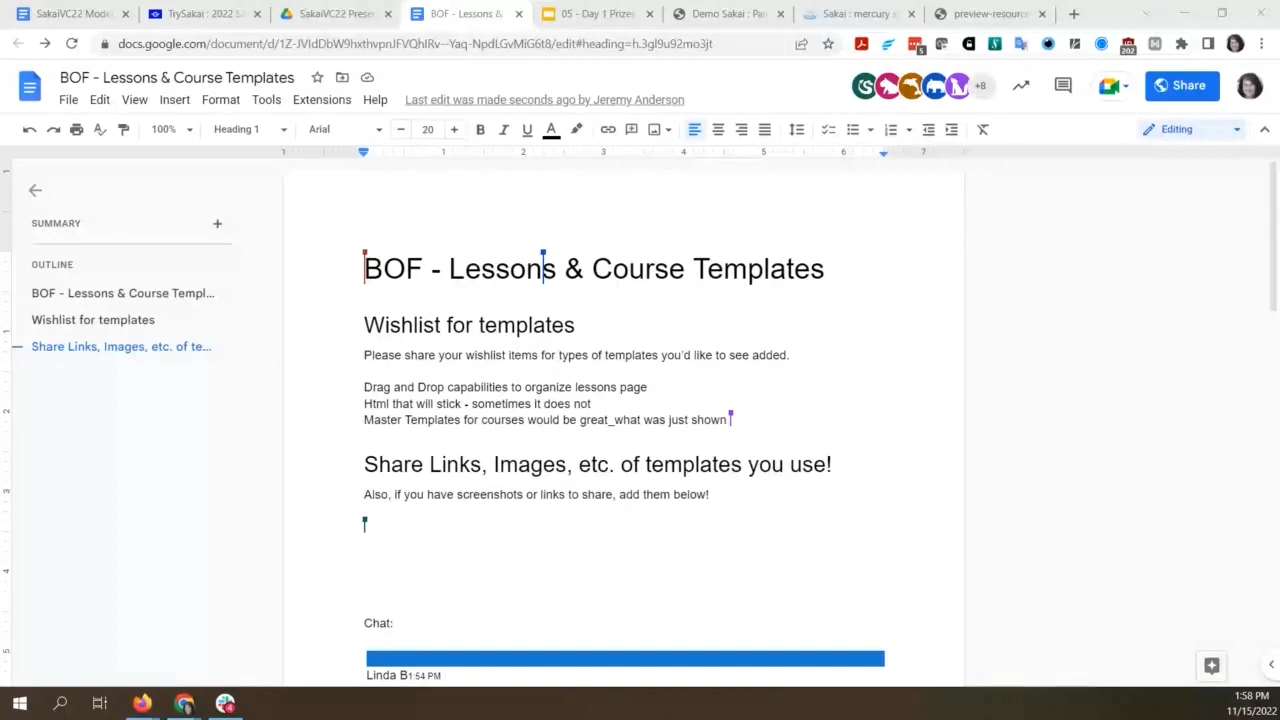 SakaiVC22 Mode
TrySakai : 2022 S
SakaiVC22 Prese
BOF - Lessons &
05 - Day 1 Prizes
Demo Sakai : Pa
Sakai : mercury s
preview-resourc
docs.google.com/document/d/1Z-JVIdDbW9hxthvpnJFVQhXv--Yaq-NpdLGvMiG6t8/edit#heading=h.3gl9u92mo3jt
BOF - Lessons & Course Templates
File Edit View Insert Format Tools Extensions Help Last edit was made seconds ago by Jeremy Anderson
+8
Share
100% Heading 1 Arial 20 Editing
SUMMARY
OUTLINE
BOF - Lessons & Course Templ...
Wishlist for templates
Share Links, Images, etc. of te...
BOF - Lessons & Course Templates
Wishlist for templates
Please share your wishlist items for types of templates you'd like to see added.
Drag and Drop capabilities to organize lessons page
Html that will stick - sometimes it does not
Master Templates for courses would be great_what was just shown
Share Links, Images, etc. of templates you use!
Also, if you have screenshots or links to share, add them below!
Chat:
Linda B1:54 PM
1:58 PM
11/15/2022